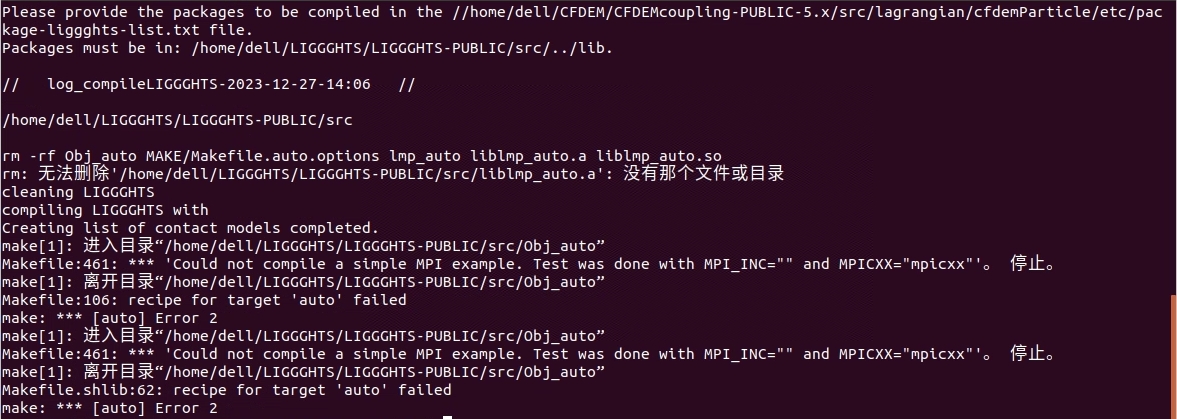 Please provide the packages to be compiled in the //home/dell/CFDEM/CFDEMcoupling-PUBLIC-5.x/src/lagrangian/cfdemParticle/etc/pac
kage-liggghts-list.txt file.
Packages must be in: /home/dell/LIGGGHTS/LIGGGHTS-PUBLIC/src/../lib.
//   log_compileLIGGGHTS-2023-12-27-14:06   //
/home/dell/LIGGGHTS/LIGGGHTS-PUBLIC/src
rm -rf Obj_auto MAKE/Makefile.auto.options lmp_auto liblmp_auto.a liblmp_auto.so
rm: 无法删除'/home/dell/LIGGGHTS/LIGGGHTS-PUBLIC/src/liblmp_auto.a': 没有那个文件或目录
cleaning LIGGGHTS
compiling LIGGGHTS with
Creating list of contact models completed.
make[1]: 进入目录“/home/dell/LIGGGHTS/LIGGGHTS-PUBLIC/src/Obj_auto”
Makefile:461: *** 'Could not compile a simple MPI example. Test was done with MPI_INC="" and MPICXX="mpicxx"'。 停止。
make[1]: 离开目录“/home/dell/LIGGGHTS/LIGGGHTS-PUBLIC/src/Obj_auto”
Makefile:106: recipe for target 'auto' failed
make: *** [auto] Error 2
make[1]: 进入目录“/home/dell/LIGGGHTS/LIGGGHTS-PUBLIC/src/Obj_auto”
Makefile:461: *** 'Could not compile a simple MPI example. Test was done with MPI_INC="" and MPICXX="mpicxx"'。 停止。
make[1]: 离开目录“/home/dell/LIGGGHTS/LIGGGHTS-PUBLIC/src/Obj_auto”
Makefile.shlib:62: recipe for target 'auto' failed
make: *** [auto] Error 2